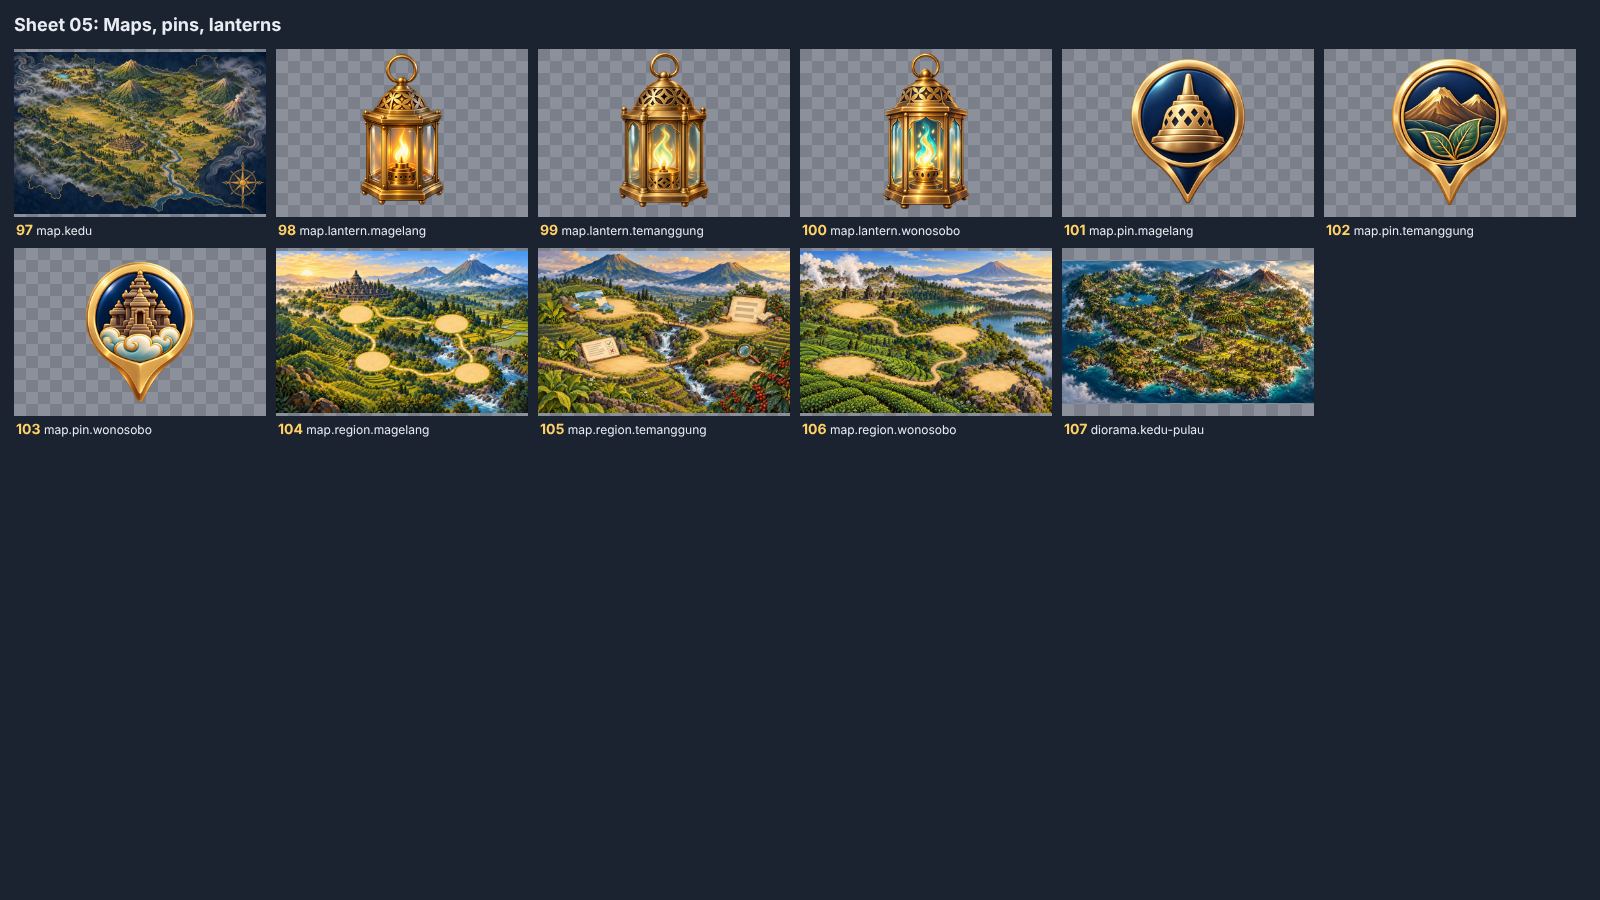 Sheet 05: Maps, pins, lanterns
97 map.kedu
98 map.lantern.magelang
99 map.lantern.temanggung
100 map.lantern.wonosobo
101 map.pin.magelang
102 map.pin.temanggung
103 map.pin.wonosobo
104 map.region.magelang
105 map.region.temanggung
106 map.region.wonosobo
107 diorama.kedu-pulau